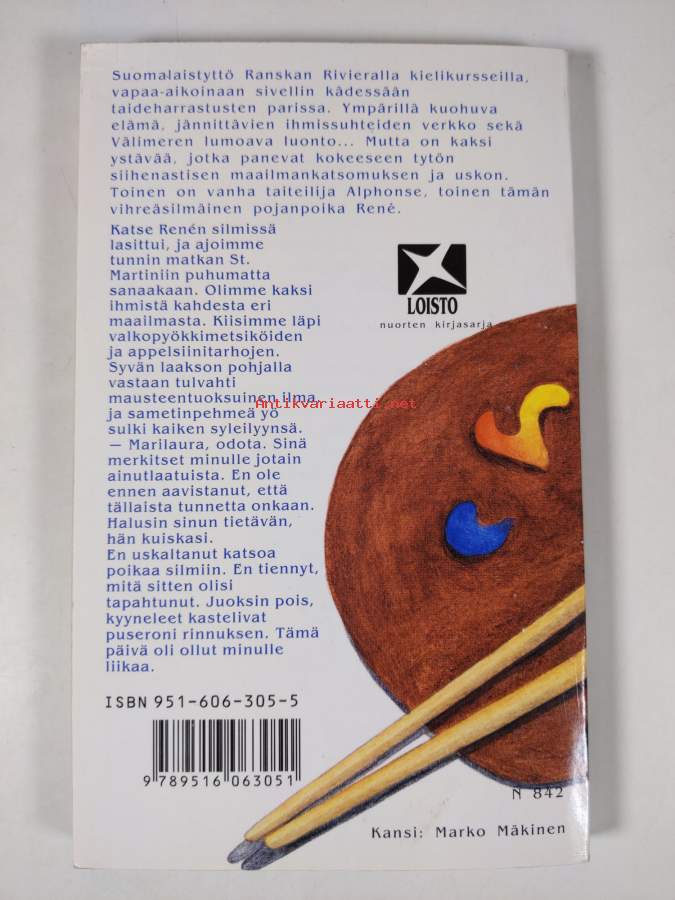 Suomalaistyttö Ranskan Rivieralla kielikursseilla,
vapaa-aikoinaan sivellin kädessään
taideharrastusten parissa. Ympärillä kuohuva
elämä, jännittävien ihmissuhteiden verkko sekä
Välimeren lumoava luonto... Mutta on kaksi
ystävää, jotka panevat kokeeseen tytön
siihenastisen maailmankatsomuksen ja uskon.
Toinen on vanha taiteilija Alphonse, toinen tämän
vihreäsilmäinen pojanpoika René.
Katse Renén silmissä
lasittui, ja ajoimme
tunnin matkan St.
Martiniin puhumatta
sanaakaan. Olimme kaksi
ihmistä kahdesta eri
maailmasta. Kiisimme läpi
valkopyökkimetsiköiden
ja appelsiinitarhojen.
Syvän laakson pohjalla
vastaan tulvahti
mausteentuoksuinen ilma
ja sametinpehmeä yö
sulki kaiken syleilyynsä.
— Marilaura, odota. Sinä
merkitset minulle jotain
ainutlaatuista. En ole
ennen aavistanut, että
tällaista tunnetta onkaan.
Halusin sinun tietävän,
hän kuiskasi.
En uskaltanut katsoa
poikaa silmiin. En tiennyt,
mitä sitten olisi
tapahtunut. Juoksin pois,
kyyneleet kastelivat
puseroni rinnuksen. Tämä
päivä oli ollut minulle
liikaa.
LOISTO
nuorten kirjasarja
Antikvariaatti.net
ISBN 951-606-305-5
9 789516 063051
N 842
Kansi: Marko Mäkinen